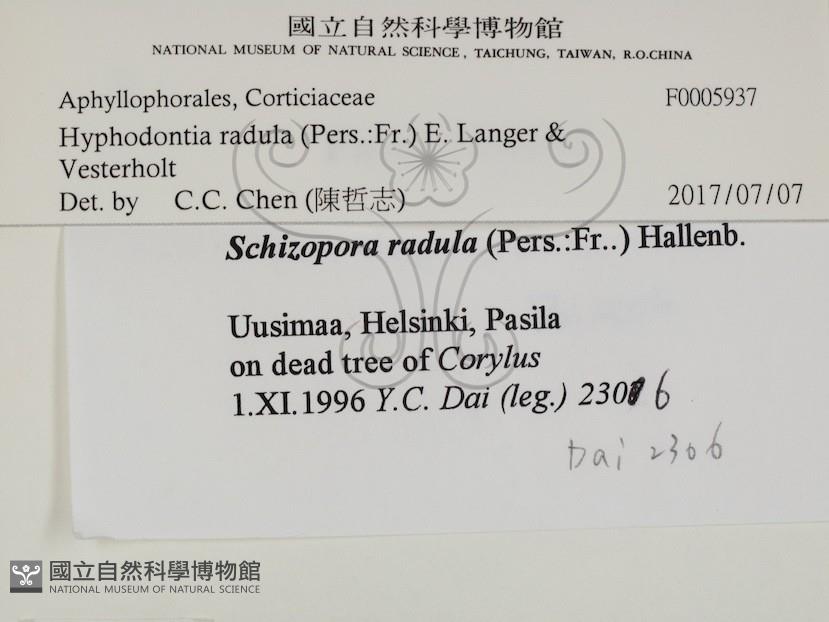 國立自然科學博物館
NATIONAL MUSEUM OF NATURAL SCIENCE, TAICHUNG, TAIWAN, R.O.CHINA
Aphyllophorales, Corticiaceae F0005937
Hyphodontia radula (Pers.:Fr.) E. Langer &
Vesterholt
Det. by C.C. Chen (陳哲志) 2017/07/07
Schizopora radula (Pers.:Fr..) Hallenb.
Uusimaa, Helsinki, Pasila
on dead tree of Corylus
1.XI.1996 Y.C. Dai (leg.) 2306
Dai 2306
國立自然科學博物館
NATIONAL MUSEUM OF NATURAL SCIENCE